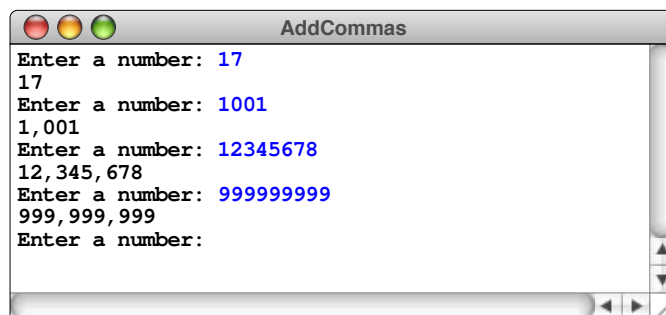 AddCommas
Enter a number: 17
17
Enter a number: 1001
1,001
Enter a number: 12345678
12,345,678
Enter a number: 999999999
999,999,999
Enter a number: